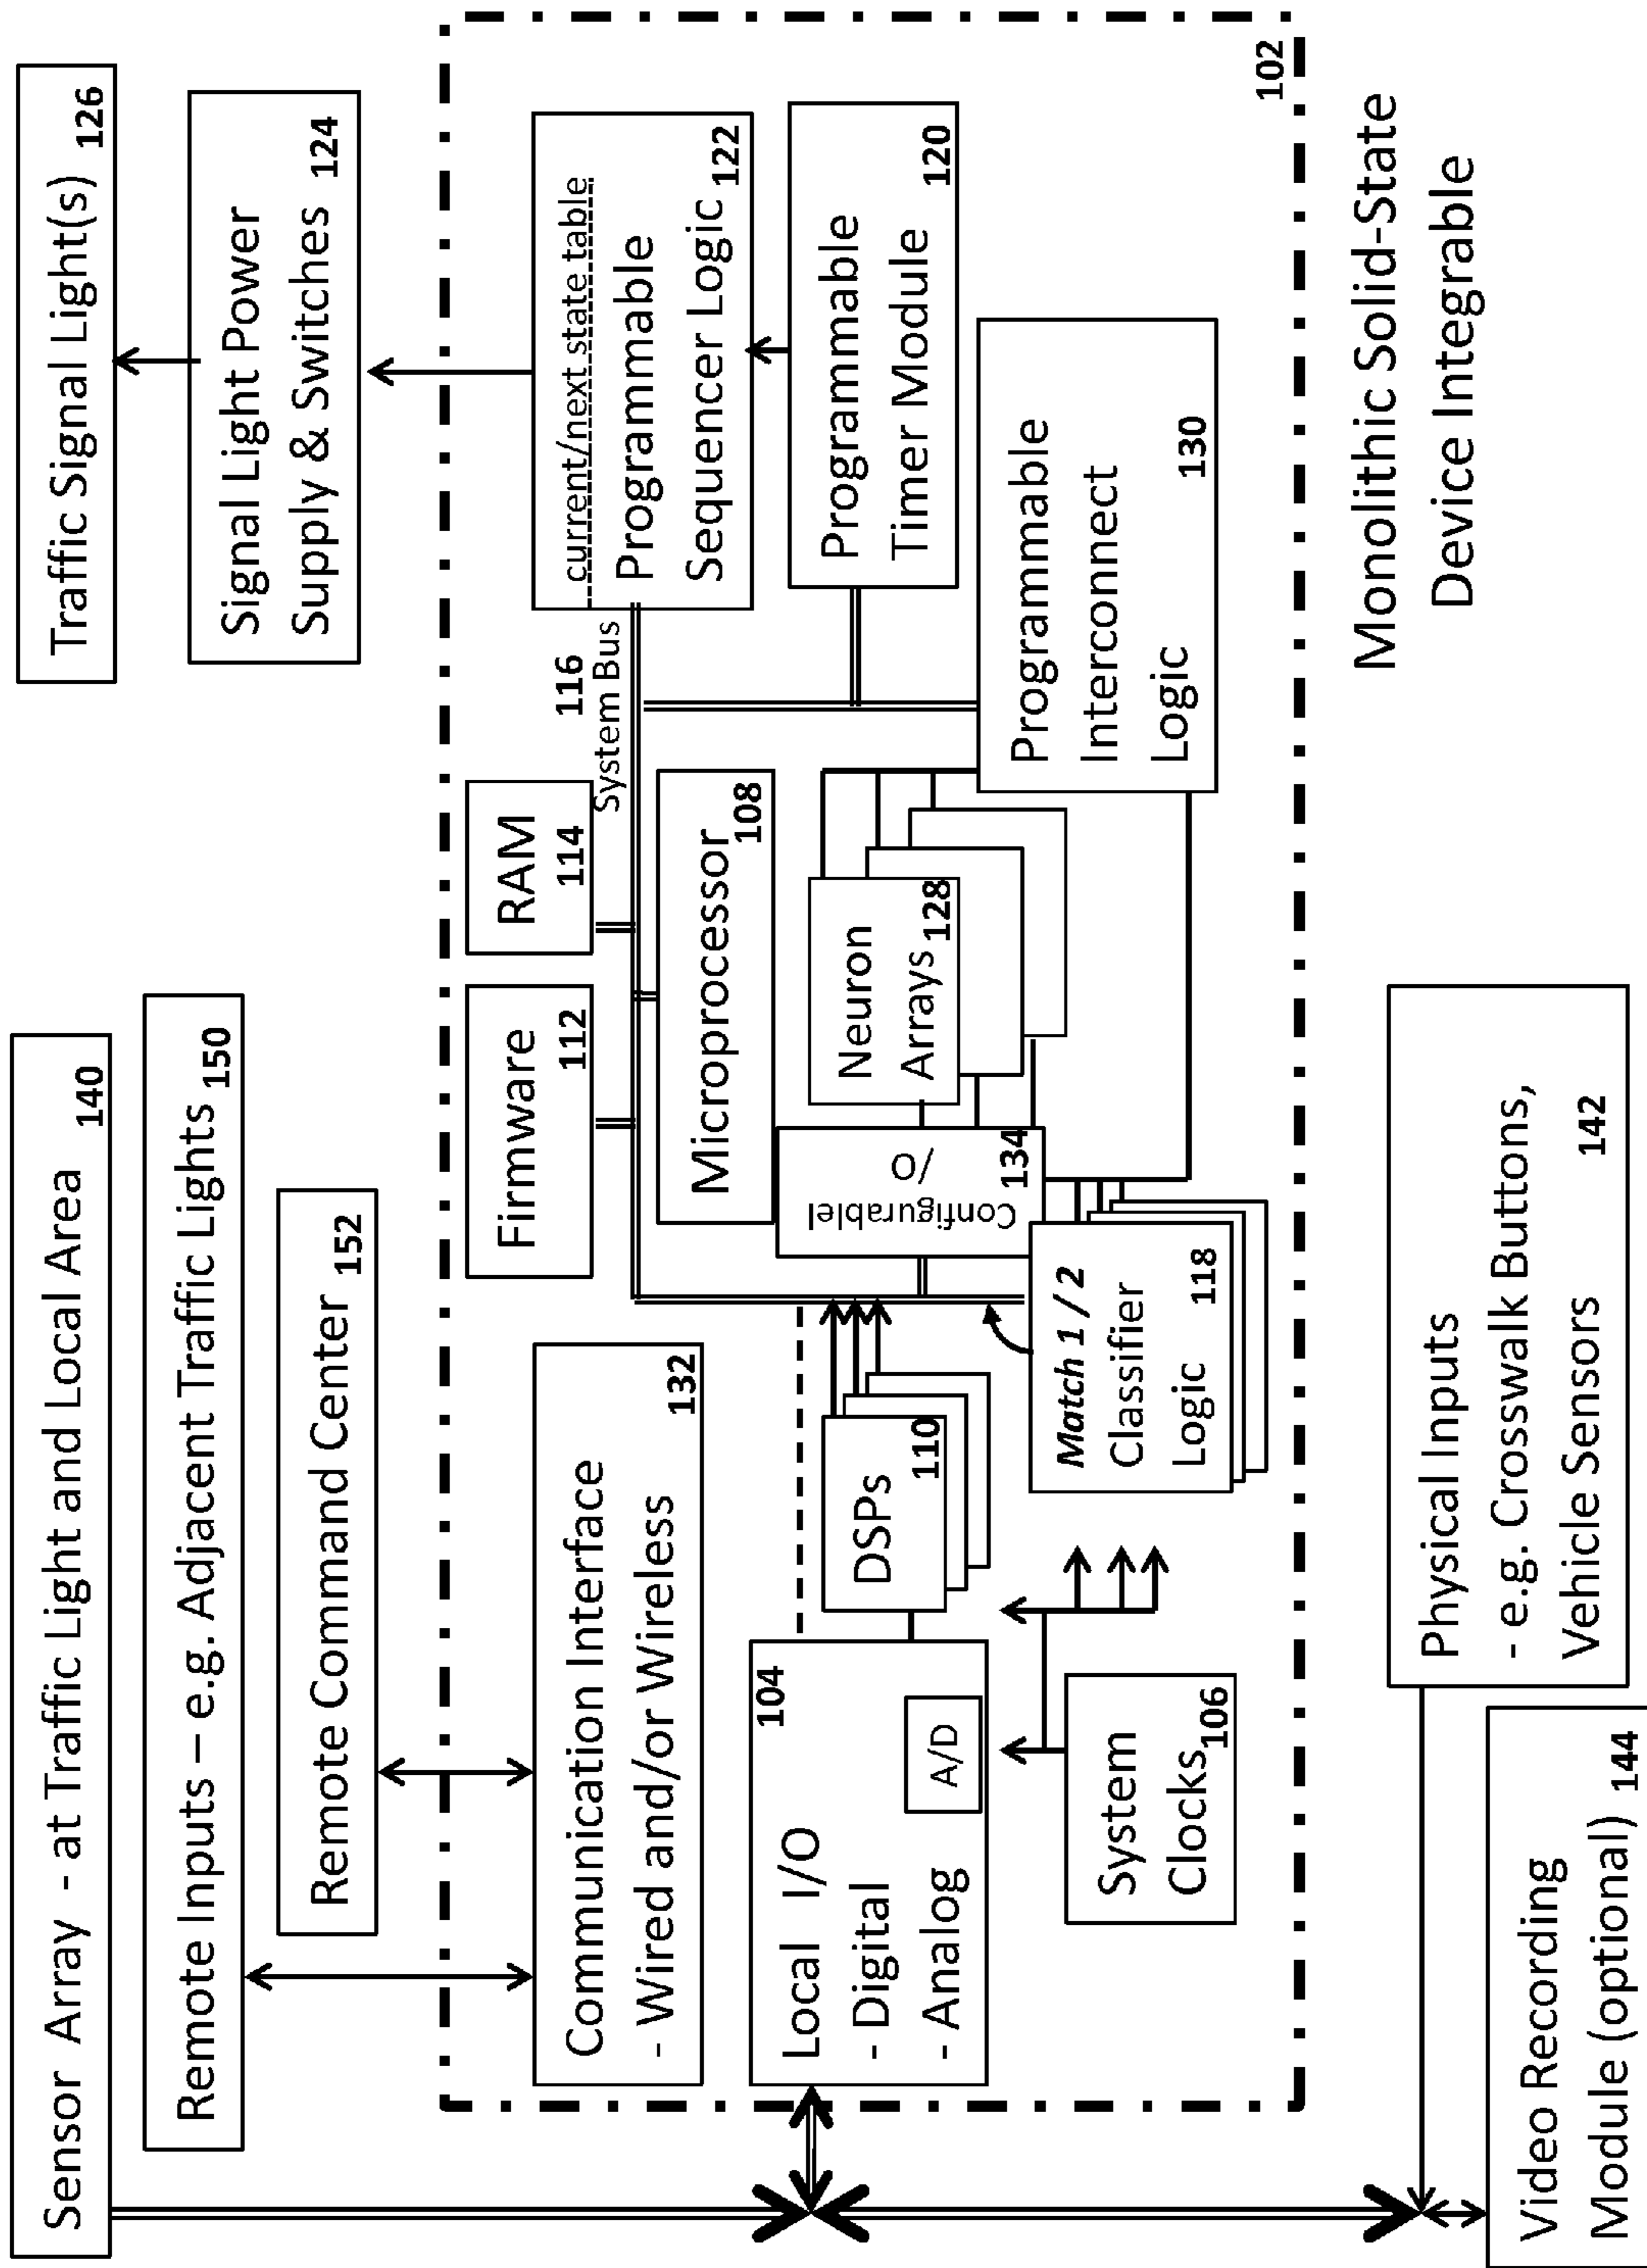 Sensor Array - at Traffic Light and Local Area 140
Remote Inputs – e.g. Adjacent Traffic Lights 150
Remote Command Center 152
Traffic Signal Light(s) 126
Signal Light Power
Supply & Switches 124
Communication Interface
- Wired and/or Wireless
132
Firmware
112
RAM
114
116
System Bus
current/next state table
Programmable
Sequencer Logic 122
Microprocessor
108
Local I/O
104
- Digital
- Analog
A/D
DSPs
110
Configurablel
/O
134
Neuron
Arrays 128
Programmable
Timer Module
120
System
Clocks 106
Match 1 / 2
Classifier
Logic
118
Programmable
Interconnect
Logic
130
102
Monolithic Solid-State
Device Integrable
Physical Inputs
- e.g. Crosswalk Buttons,
Vehicle Sensors
142
Video Recording
Module (optional) 144